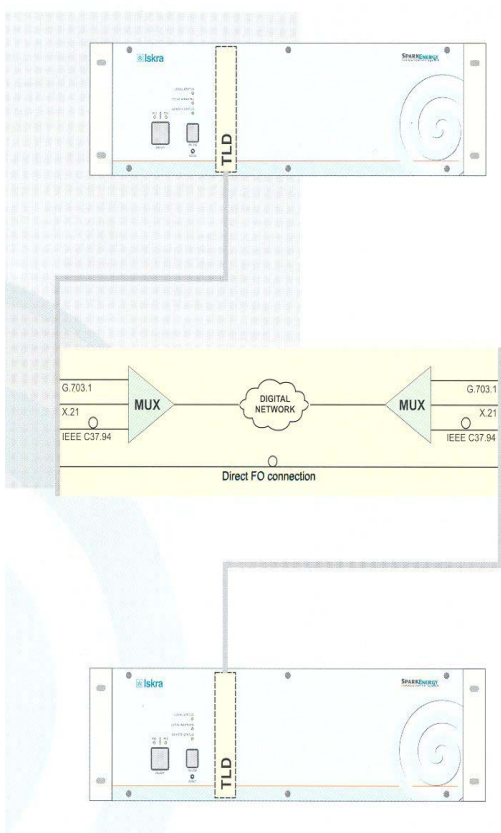 Iskra
SPARKENERGY
TLD
G.703.1
X.21
IEEE C37.94
MUX
DIGITAL
NETWORK
MUX
G.703.1
X.21
IEEE C37.94
Direct FO connection
Iskra
SPARKENERGY
TLD